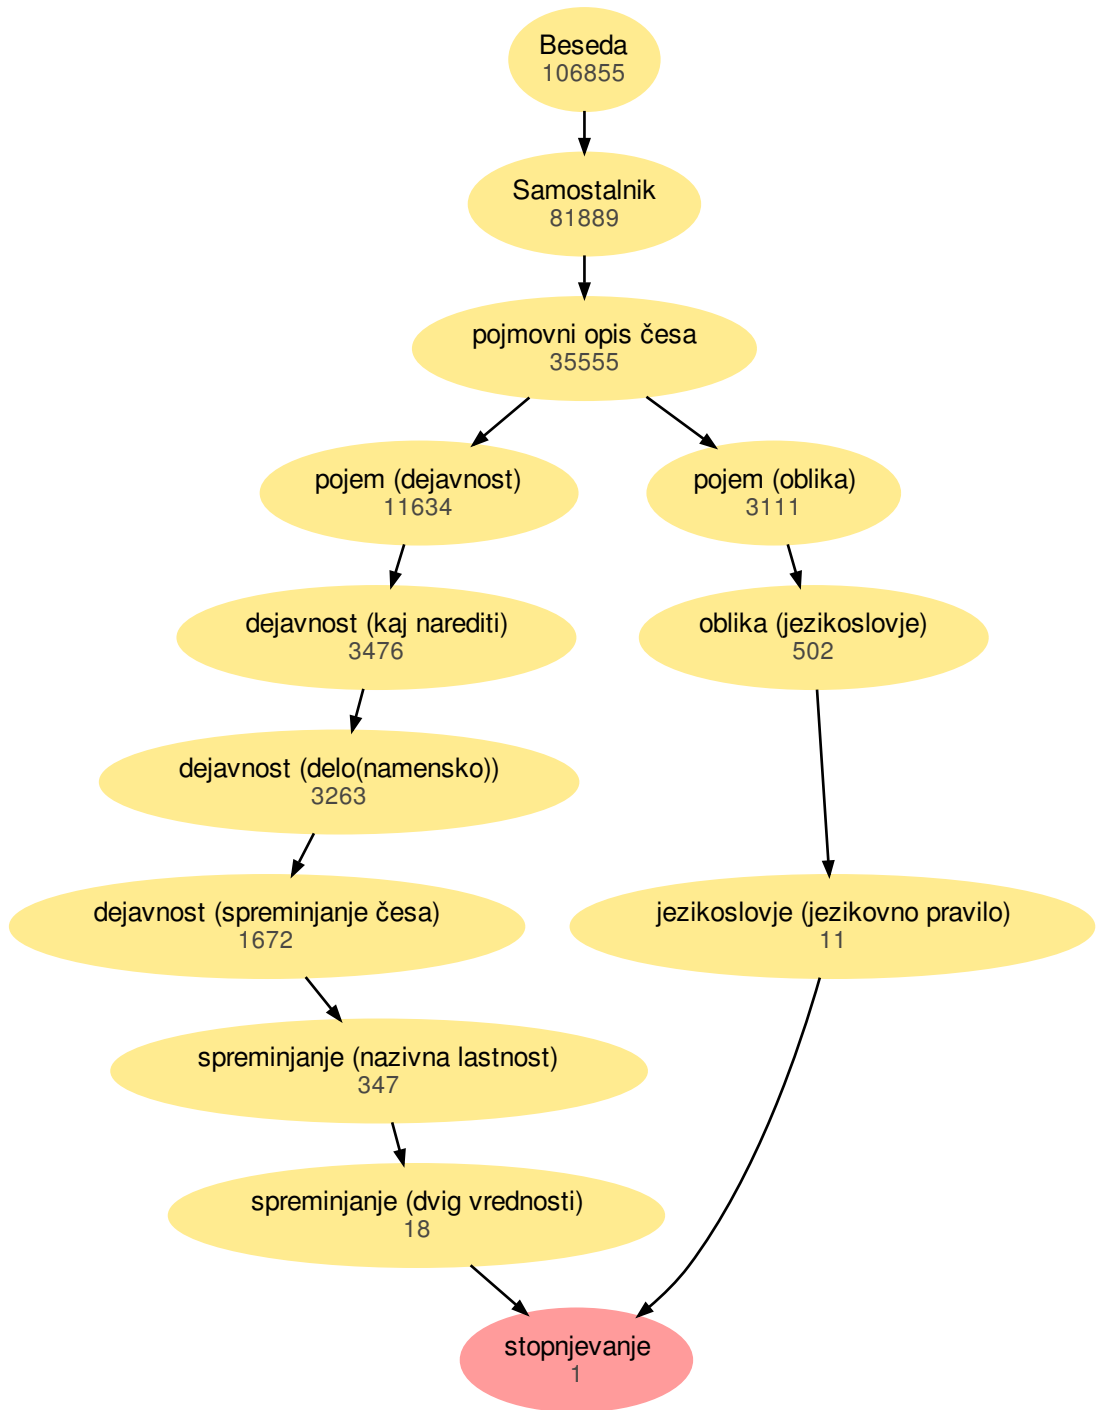 Beseda
106855
Samostalnik
81889
pojmovni opis česa
35555
pojem (dejavnost)
11634
pojem (oblika)
3111
dejavnost (kaj narediti)
3476
oblika (jezikoslovje)
502
dejavnost (delo(namensko))
3263
dejavnost (spreminjanje česa)
1672
jezikoslovje (jezikovno pravilo)
11
spreminjanje (nazivna lastnost)
347
spreminjanje (dvig vrednosti)
18
stopnjevanje
1